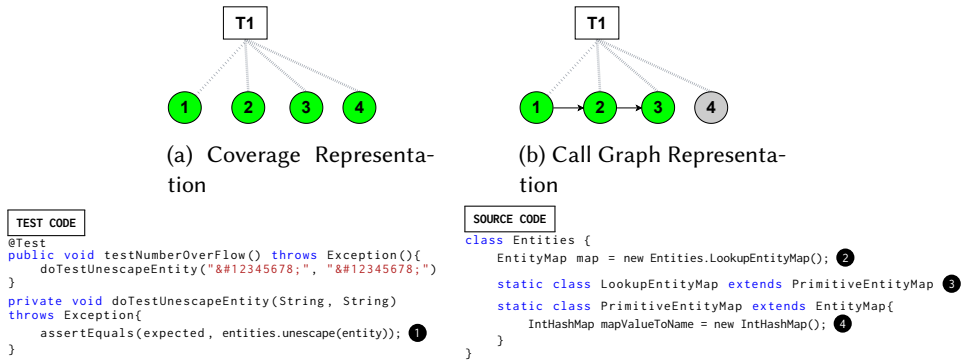 T1
1
2
3
4
(a) Coverage Representa-
tion
T1
1
2
3
4
(b) Call Graph Representa-
tion
TEST CODE
@Test
public void testNumberOverFlow() throws Exception(){
doTestUnescapeEntity("&#12345678;", "&#12345678;")
}
private void doTestUnescapeEntity(String, String)
throws Exception{
assertEquals(expected, entities.unescape(entity)); 1
}
SOURCE CODE
class Entities {
EntityMap map = new Entities.LookupEntityMap(); 2
static class LookupEntityMap extends PrimitiveEntityMap 3
static class PrimitiveEntityMap extends EntityMap{
IntHashMap mapValueToName = new IntHashMap(); 4
}
}